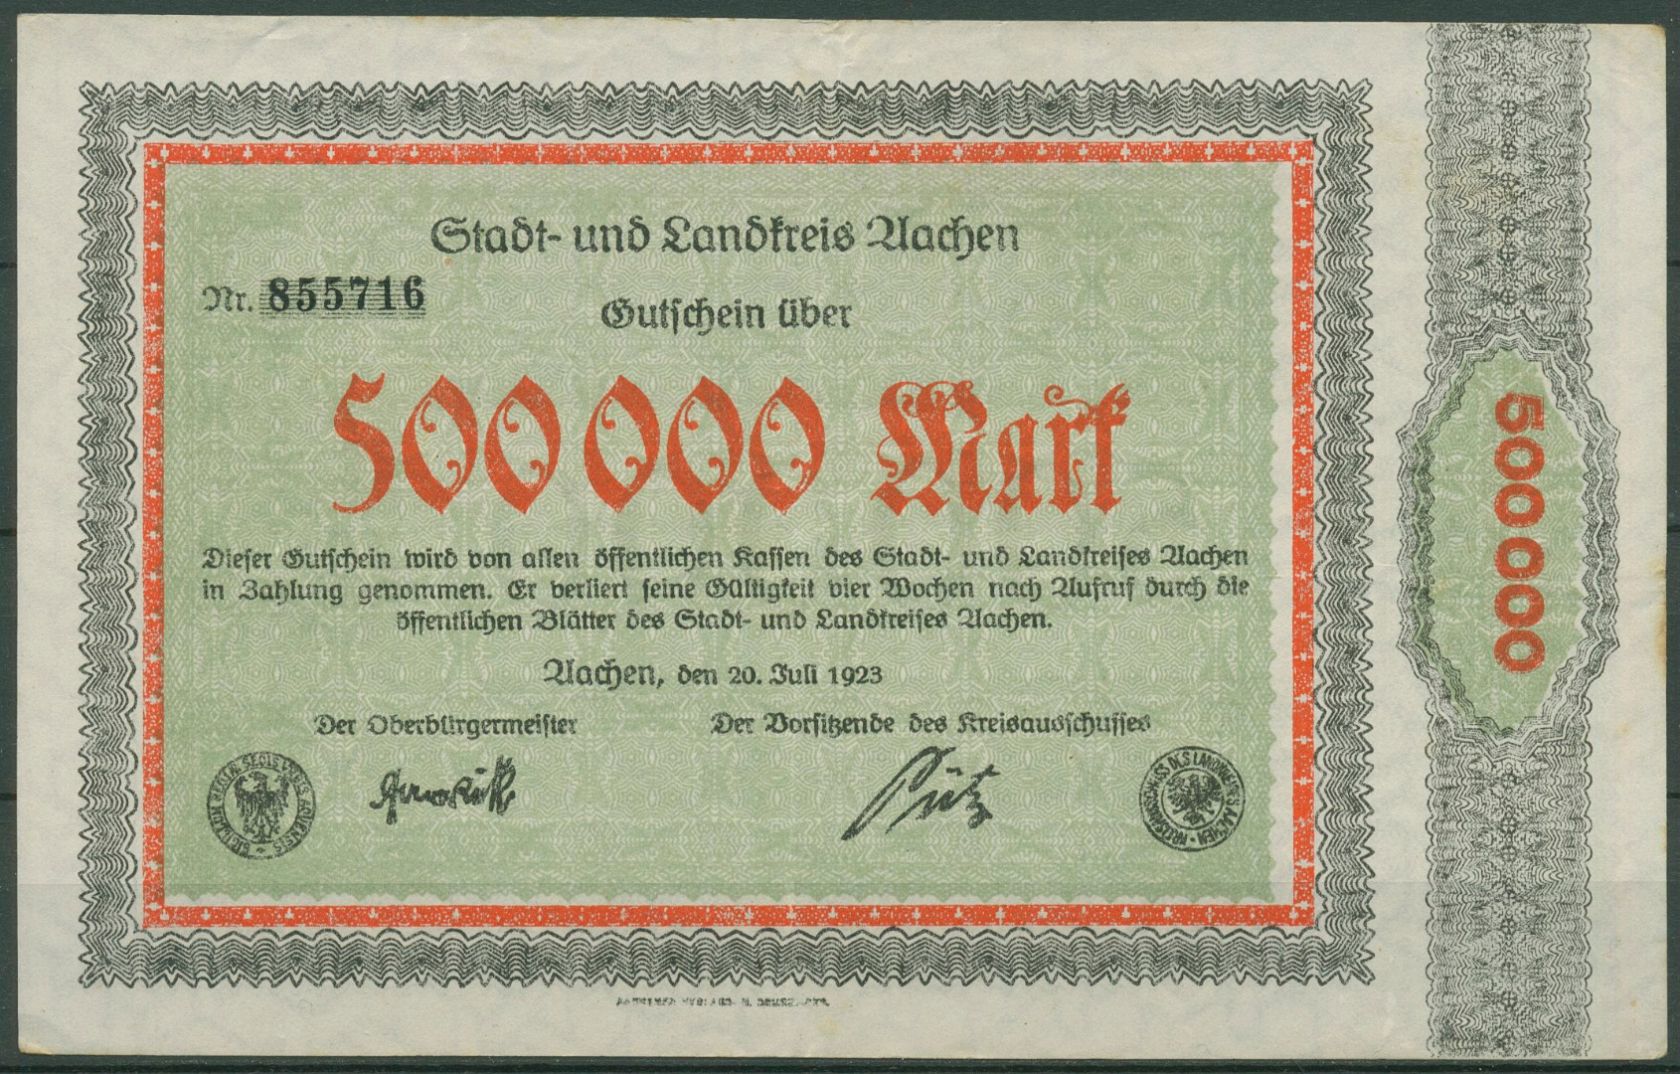 Stadt- und Landkreis Aachen
Nr. 855716
Gutschein über
500 000 Mark
Dieser Gutschein wird von allen öffentlichen Kassen des Stadt- und Landkreises Aachen
in Zahlung genommen. Er verliert seine Gültigkeit vier Wochen nach Aufruf durch die
öffentlichen Blätter des Stadt- und Landkreises Aachen.
Aachen, den 20. Juli 1923
Der Oberbürgermeister
Der Vorsitzende des Kreisausschusses
500 000